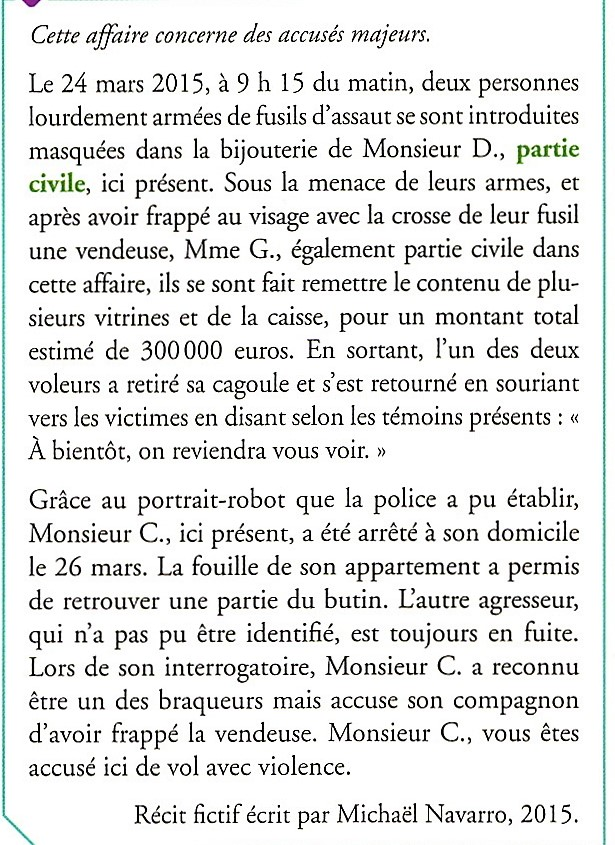 Cette affaire concerne des accusés majeurs.
Le 24 mars 2015, à 9 h 15 du matin, deux personnes
lourdement armées de fusils d'assaut se sont introduites
masquées dans la bijouterie de Monsieur D., partie
civile, ici présent. Sous la menace de leurs armes, et
après avoir frappé au visage avec la crosse de leur fusil
une vendeuse, Mme G., également partie civile dans
cette affaire, ils se sont fait remettre le contenu de plu-
sieurs vitrines et de la caisse, pour un montant total
estimé de 300 000 euros. En sortant, l'un des deux
voleurs a retiré sa cagoule et s'est retourné en souriant
vers les victimes en disant selon les témoins présents : «
À bientôt, on reviendra vous voir. »
Grâce au portrait-robot que la police a pu établir,
Monsieur C., ici présent, a été arrêté à son domicile
le 26 mars. La fouille de son appartement a permis
de retrouver une partie du butin. L'autre agresseur,
qui n'a pas pu être identifié, est toujours en fuite.
Lors de son interrogatoire, Monsieur C. a reconnu
être un des braqueurs mais accuse son compagnon
d'avoir frappé la vendeuse. Monsieur C., vous êtes
accusé ici de vol avec violence.
Récit fictif écrit par Michaël Navarro, 2015.